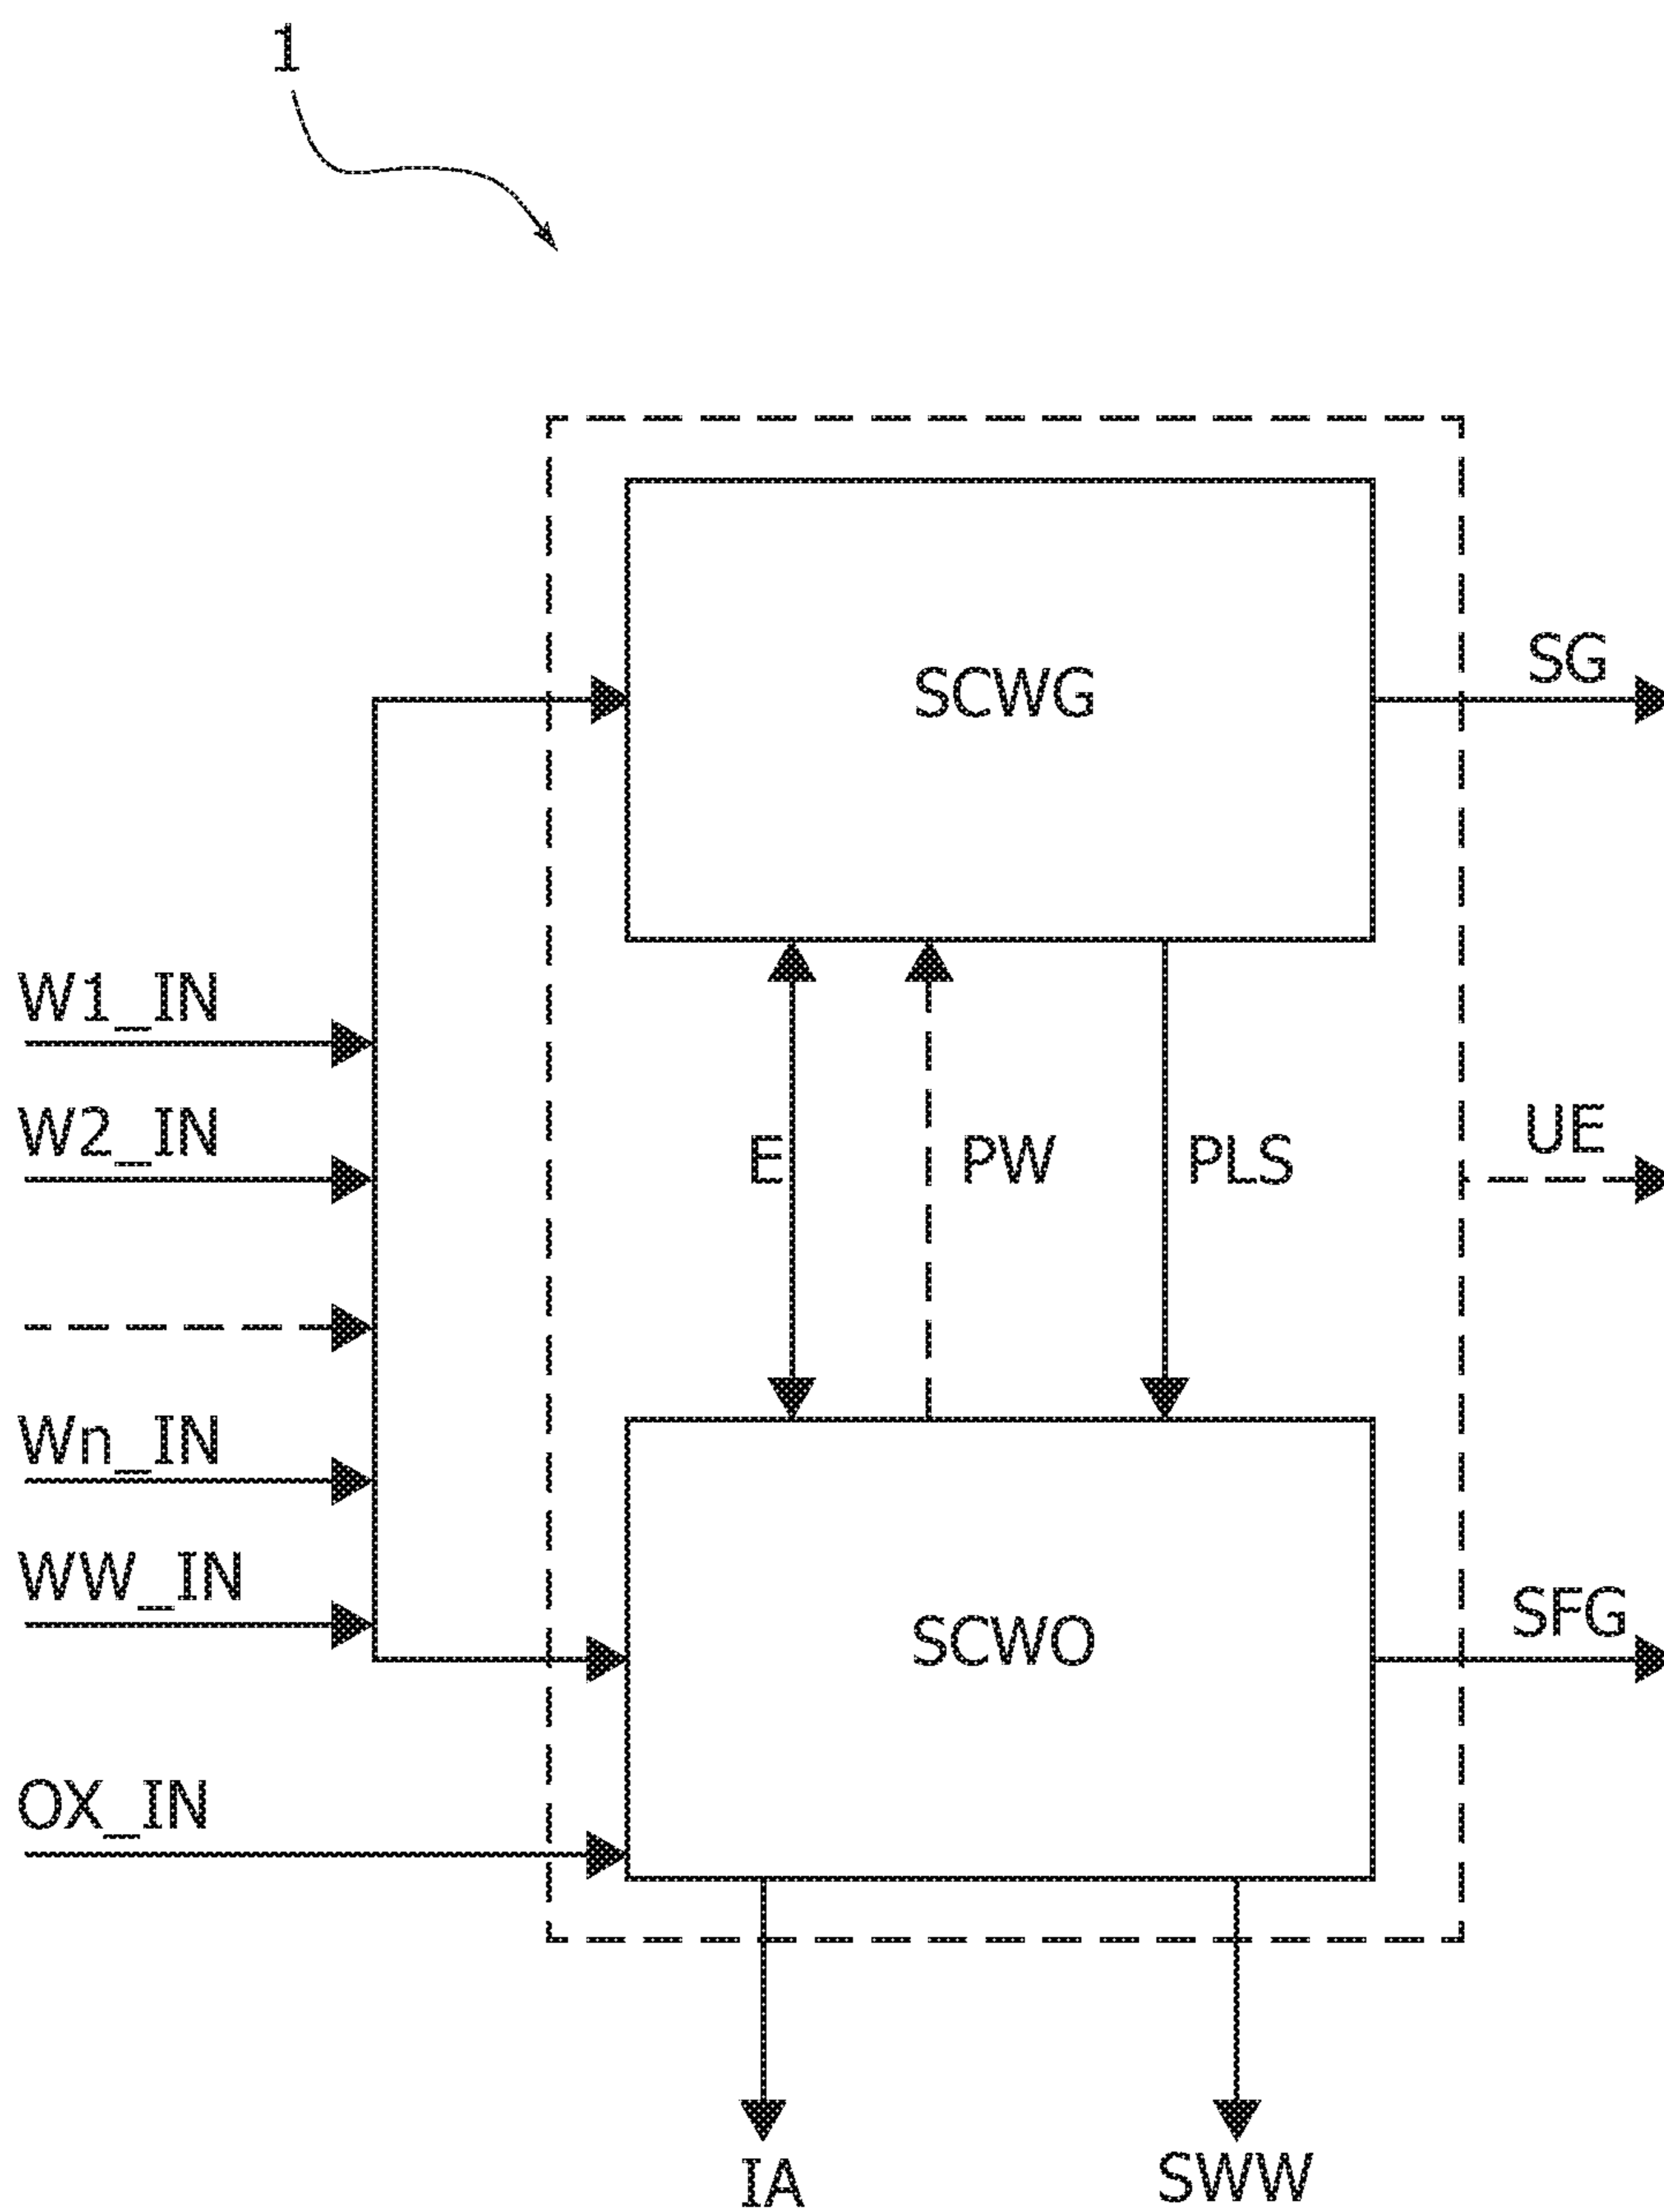 1
SCWG
SG
W1_IN
W2_IN
E
PW
PLS
UE
Wn_IN
WW_IN
SCWO
SFG
OX_IN
IA
SWW